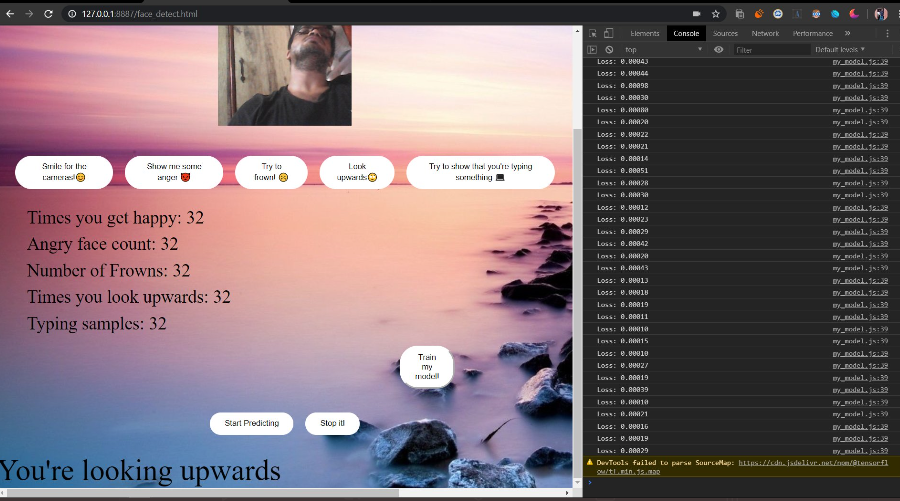 127.0.0.1:8887/face_detect.html
Elements Console Sources Network Performance »
top Filter Default levels ▼
Loss: 0.00043 my_model.js:39
Loss: 0.00044 my_model.js:39
Loss: 0.00098 my_model.js:39
Loss: 0.00030 my_model.js:39
Loss: 0.00080 my_model.js:39
Loss: 0.00020 my_model.js:39
Loss: 0.00022 my_model.js:39
Loss: 0.00021 my_model.js:39
Loss: 0.00014 my_model.js:39
Loss: 0.00051 my_model.js:39
Loss: 0.00028 my_model.js:39
Loss: 0.00030 my_model.js:39
Loss: 0.00012 my_model.js:39
Loss: 0.00023 my_model.js:39
Loss: 0.00029 my_model.js:39
Loss: 0.00042 my_model.js:39
Loss: 0.00020 my_model.js:39
Loss: 0.00043 my_model.js:39
Loss: 0.00013 my_model.js:39
Loss: 0.00018 my_model.js:39
Loss: 0.00019 my_model.js:39
Loss: 0.00011 my_model.js:39
Loss: 0.00010 my_model.js:39
Loss: 0.00015 my_model.js:39
Loss: 0.00010 my_model.js:39
Loss: 0.00027 my_model.js:39
Loss: 0.00019 my_model.js:39
Loss: 0.00039 my_model.js:39
Loss: 0.00010 my_model.js:39
Loss: 0.00021 my_model.js:39
Loss: 0.00016 my_model.js:39
Loss: 0.00019 my_model.js:39
Loss: 0.00029 my_model.js:39
DevTools failed to parse SourceMap: https://cdn.jsdelivr.net/npm/@tensorfl
ow/tf.min.js.map
Smile for the
cameras!😊
Show me some
anger 👹
Try to
frown! ☹
Look
upwards🙄
Try to show that you're typing
something 💻
Times you get happy: 32
Angry face count: 32
Number of Frowns: 32
Times you look upwards: 32
Typing samples: 32
Train
my
model!
Start Predicting
Stop it!
You're looking upwards